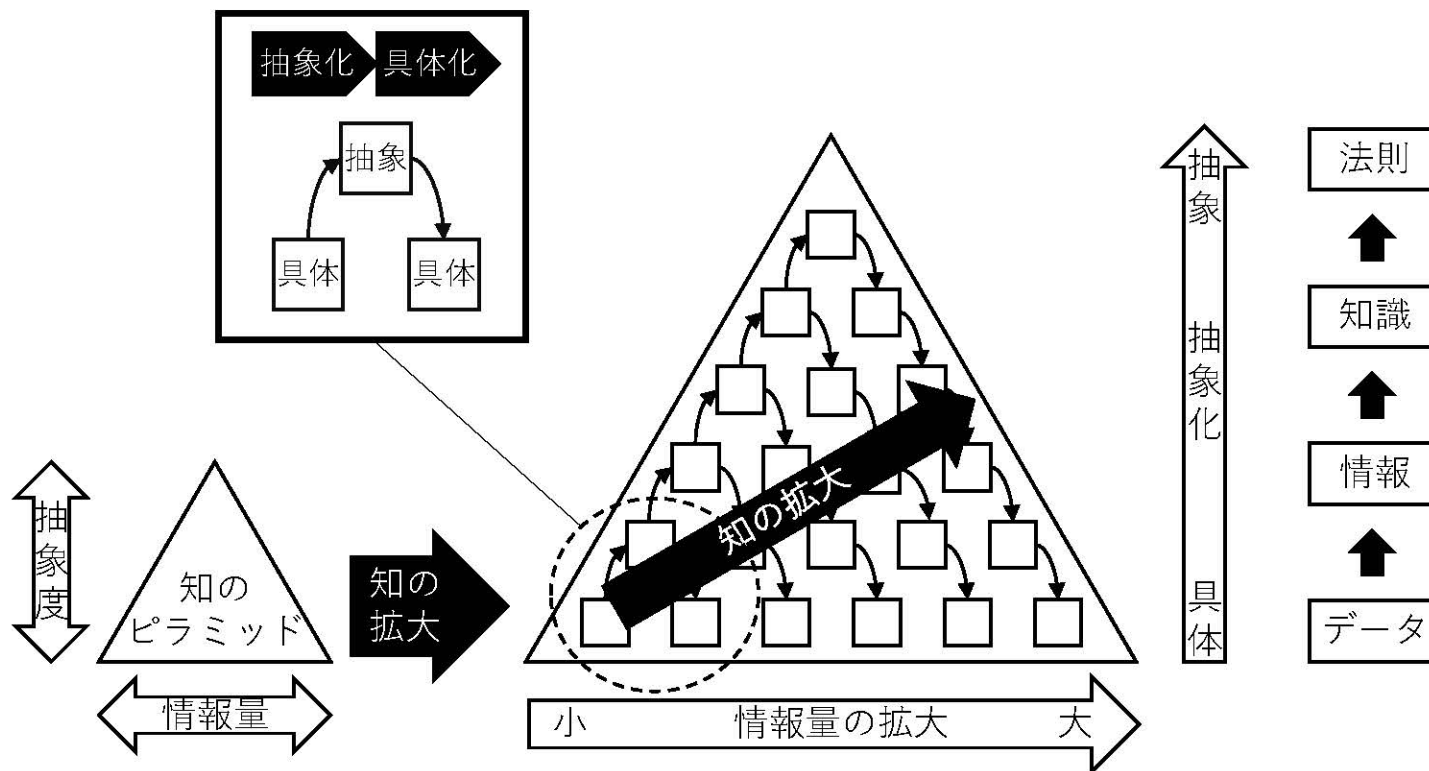 抽象化
具体化
抽象
具体
具体
抽象度
知の
ピラミッド
情報量
知の
拡大
知の拡大
小
情報量の拡大
大
抽象
抽象化
具体
法則
知識
情報
データ